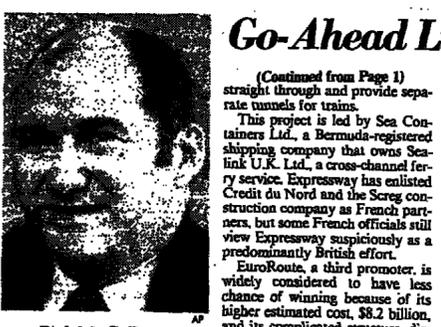 Go-Ahead L
(Continued from Page 1)
straight through and provide sepa-
rate tunnels for trains.
This project is led by Sea Con-
tainers Ltd., a Bermuda-registered
shipping company that owns Sea-
link U.K. Ltd., a cross-channel fer-
ry service. Expressway has enlisted
Credit du Nord and the Screg con-
struction company as French part-
ners, but some French officials still
view Expressway suspiciously as a
predominantly British effort.
EuroRoute, a third promoter, is
widely considered to have less
chance of winning because of its
higher estimated cost, $8.2 billion,
and its complicated structure
AP